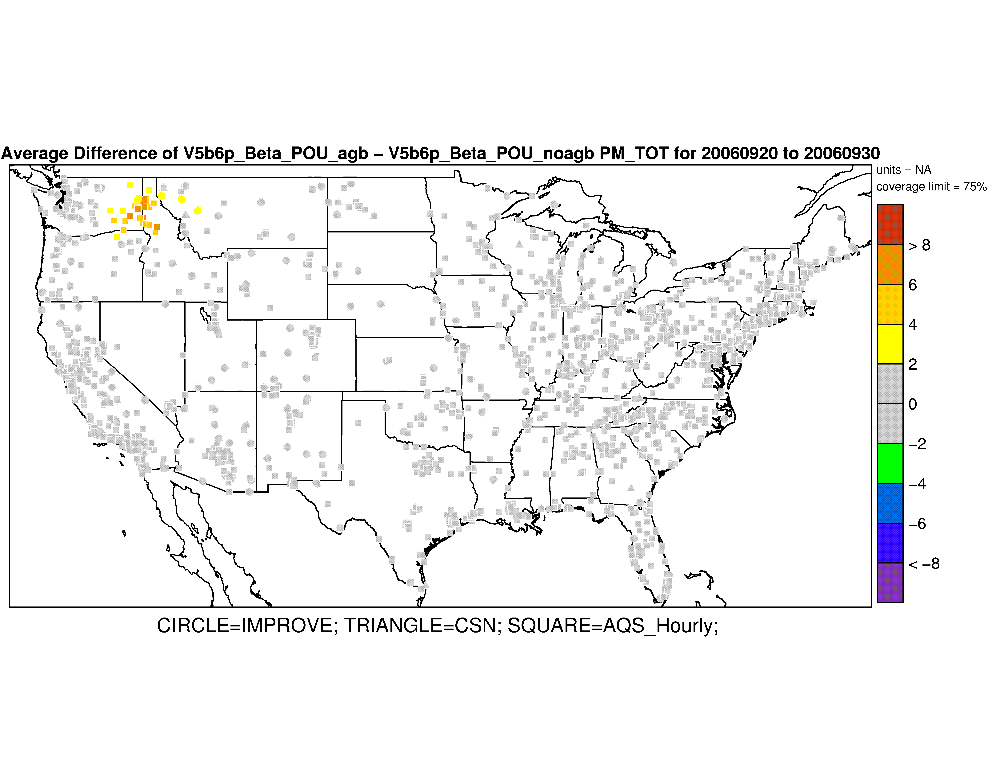 Average Difference of V5b6p_Beta_POU_agb – V5b6p_Beta_POU_noagb PM_TOT for 20060920 to 20060930
units = NA
coverage limit = 75%
> 8
6
4
2
0
−2
−4
−6
< −8
CIRCLE=IMPROVE; TRIANGLE=CSN; SQUARE=AQS_Hourly;